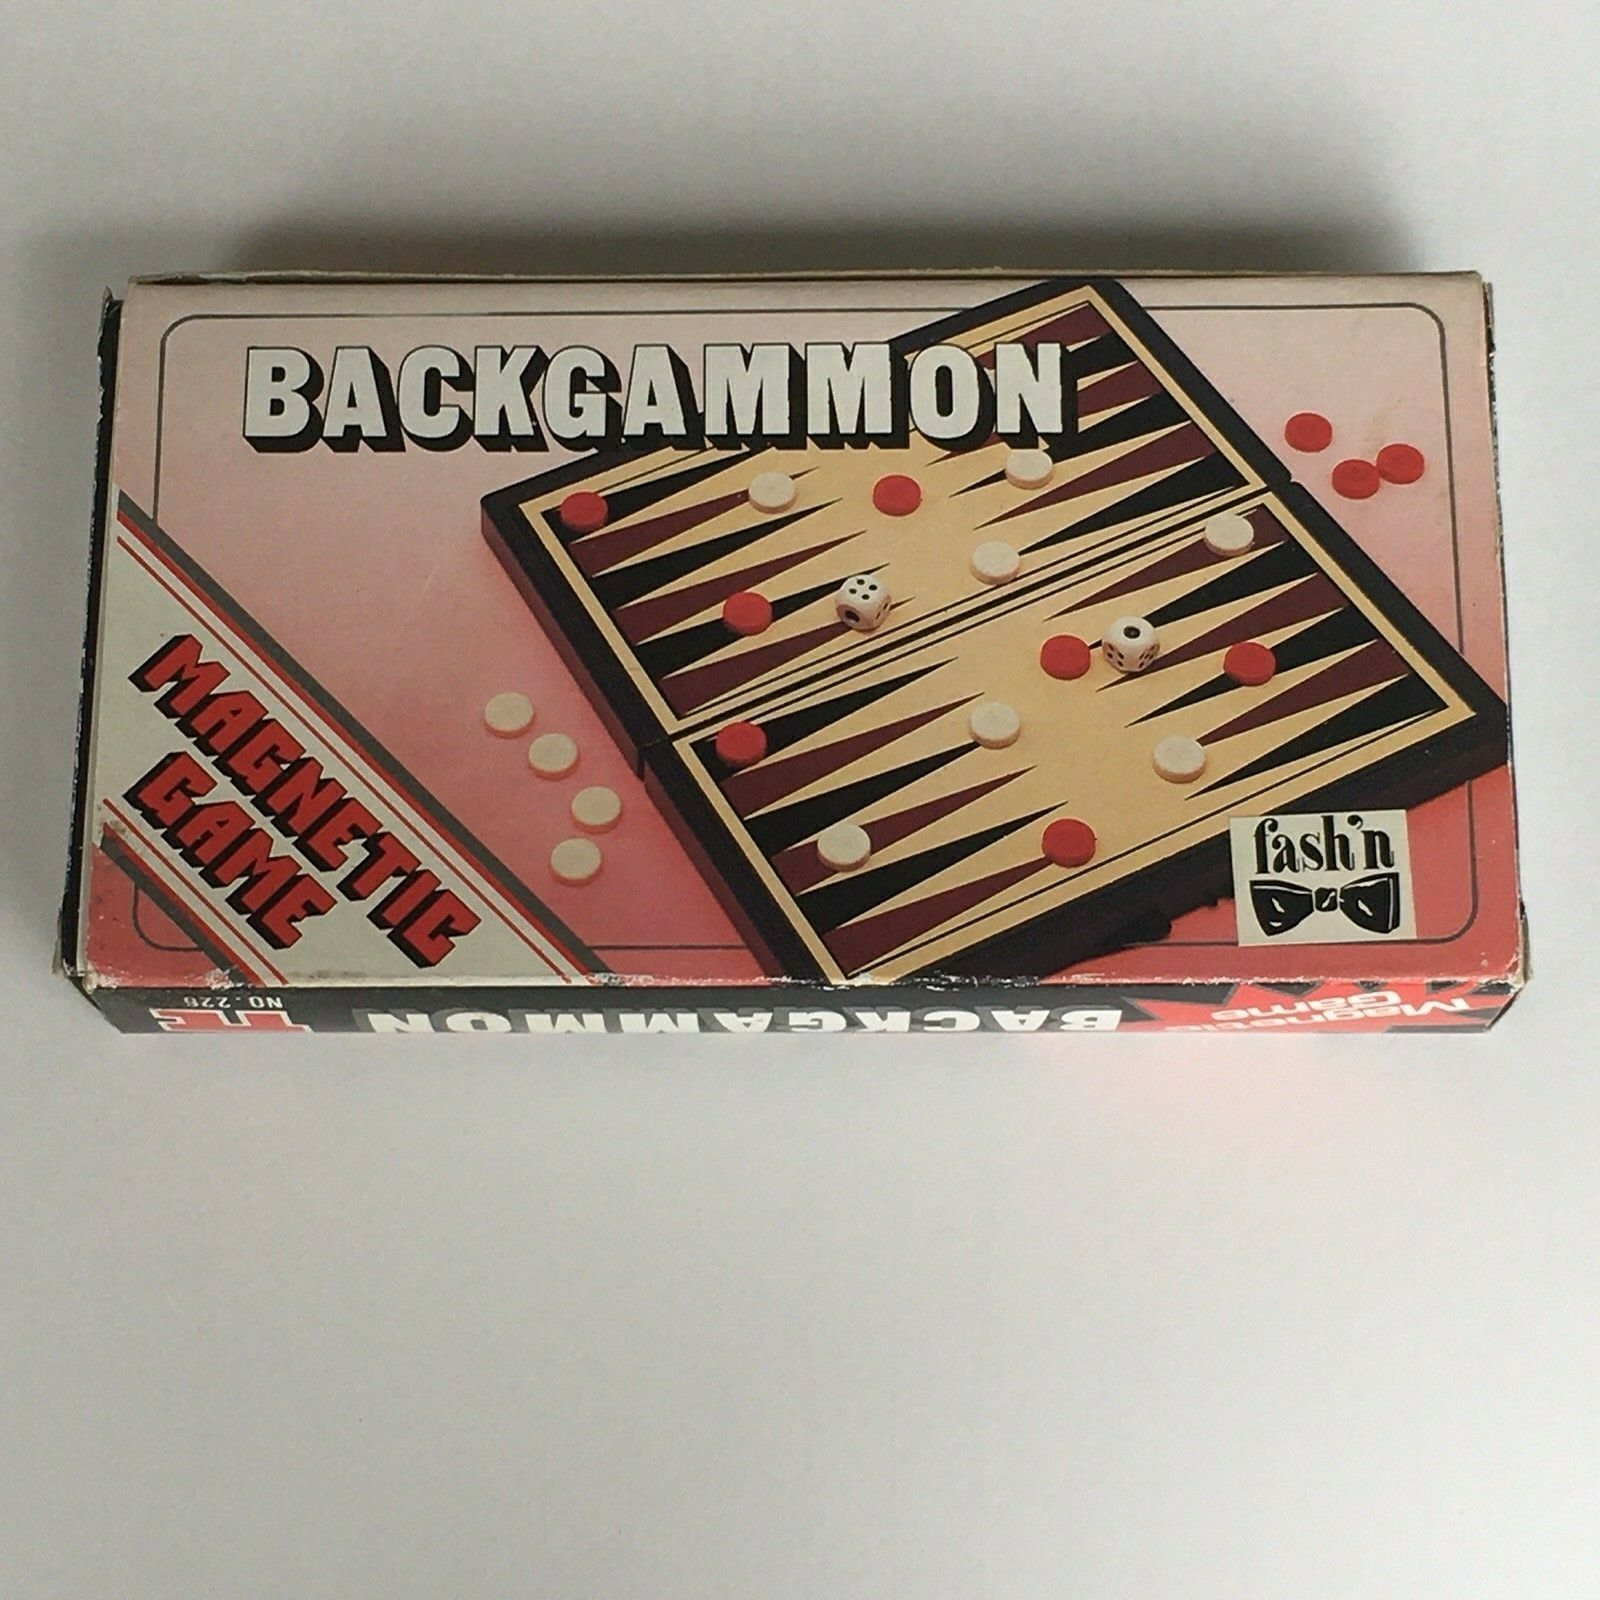 BACKGAMMON
MAGNETIC
GAME
fash'n
NO.226
BACKGAMMON
Magnetic
Game